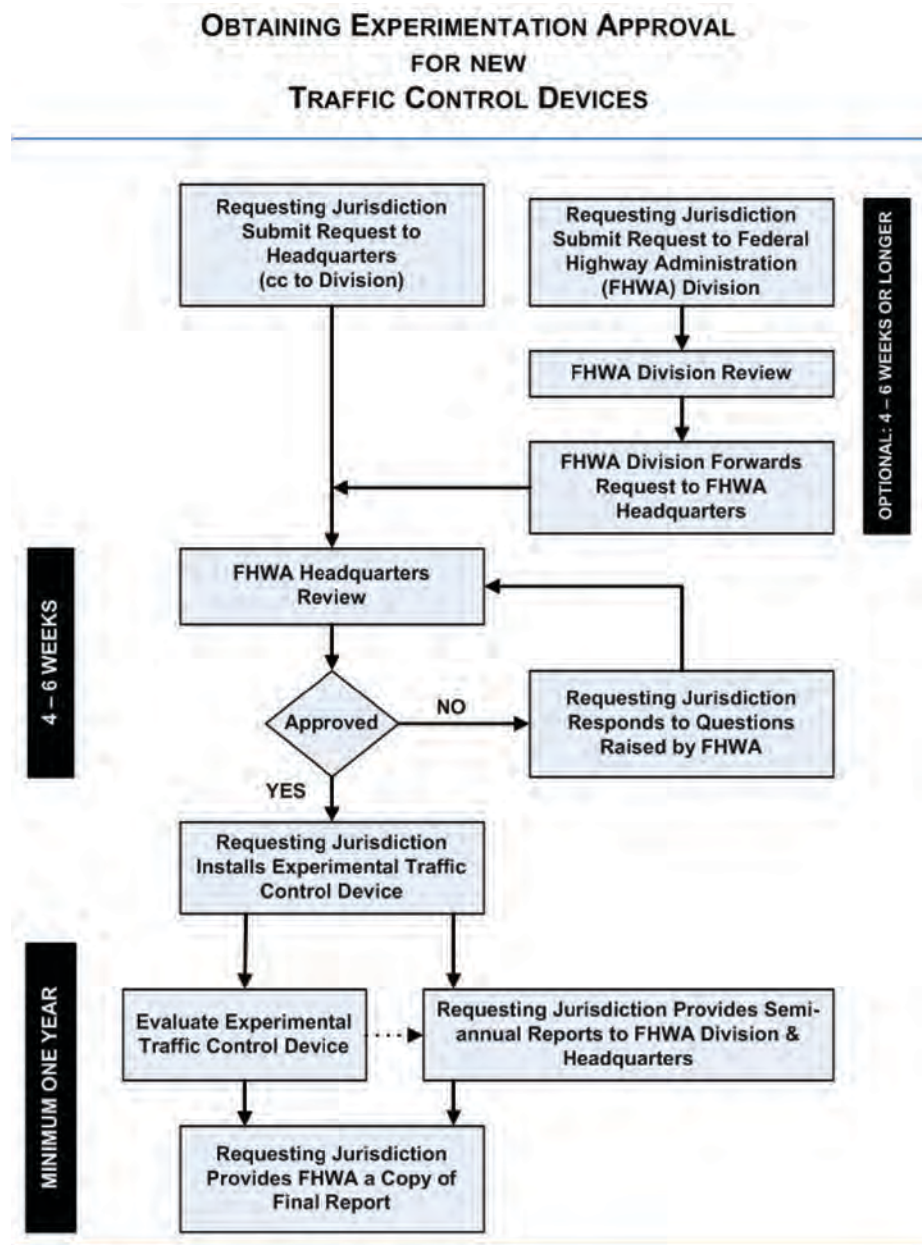 OBTAINING EXPERIMENTATION APPROVAL
FOR NEW
TRAFFIC CONTROL DEVICES
Requesting Jurisdiction
Submit Request to
Headquarters
(cc to Division)
Requesting Jurisdiction
Submit Request to Federal
Highway Administration
(FHWA) Division
OPTIONAL: 4 – 6 WEEKS OR LONGER
FHWA Division Review
FHWA Division Forwards
Request to FHWA
Headquarters
4 – 6 WEEKS
FHWA Headquarters
Review
Approved
NO
Requesting Jurisdiction
Responds to Questions
Raised by FHWA
YES
Requesting Jurisdiction
Installs Experimental Traffic
Control Device
MINIMUM ONE YEAR
Evaluate Experimental
Traffic Control Device
Requesting Jurisdiction Provides Semi-
annual Reports to FHWA Division &
Headquarters
Requesting Jurisdiction
Provides FHWA a Copy of
Final Report